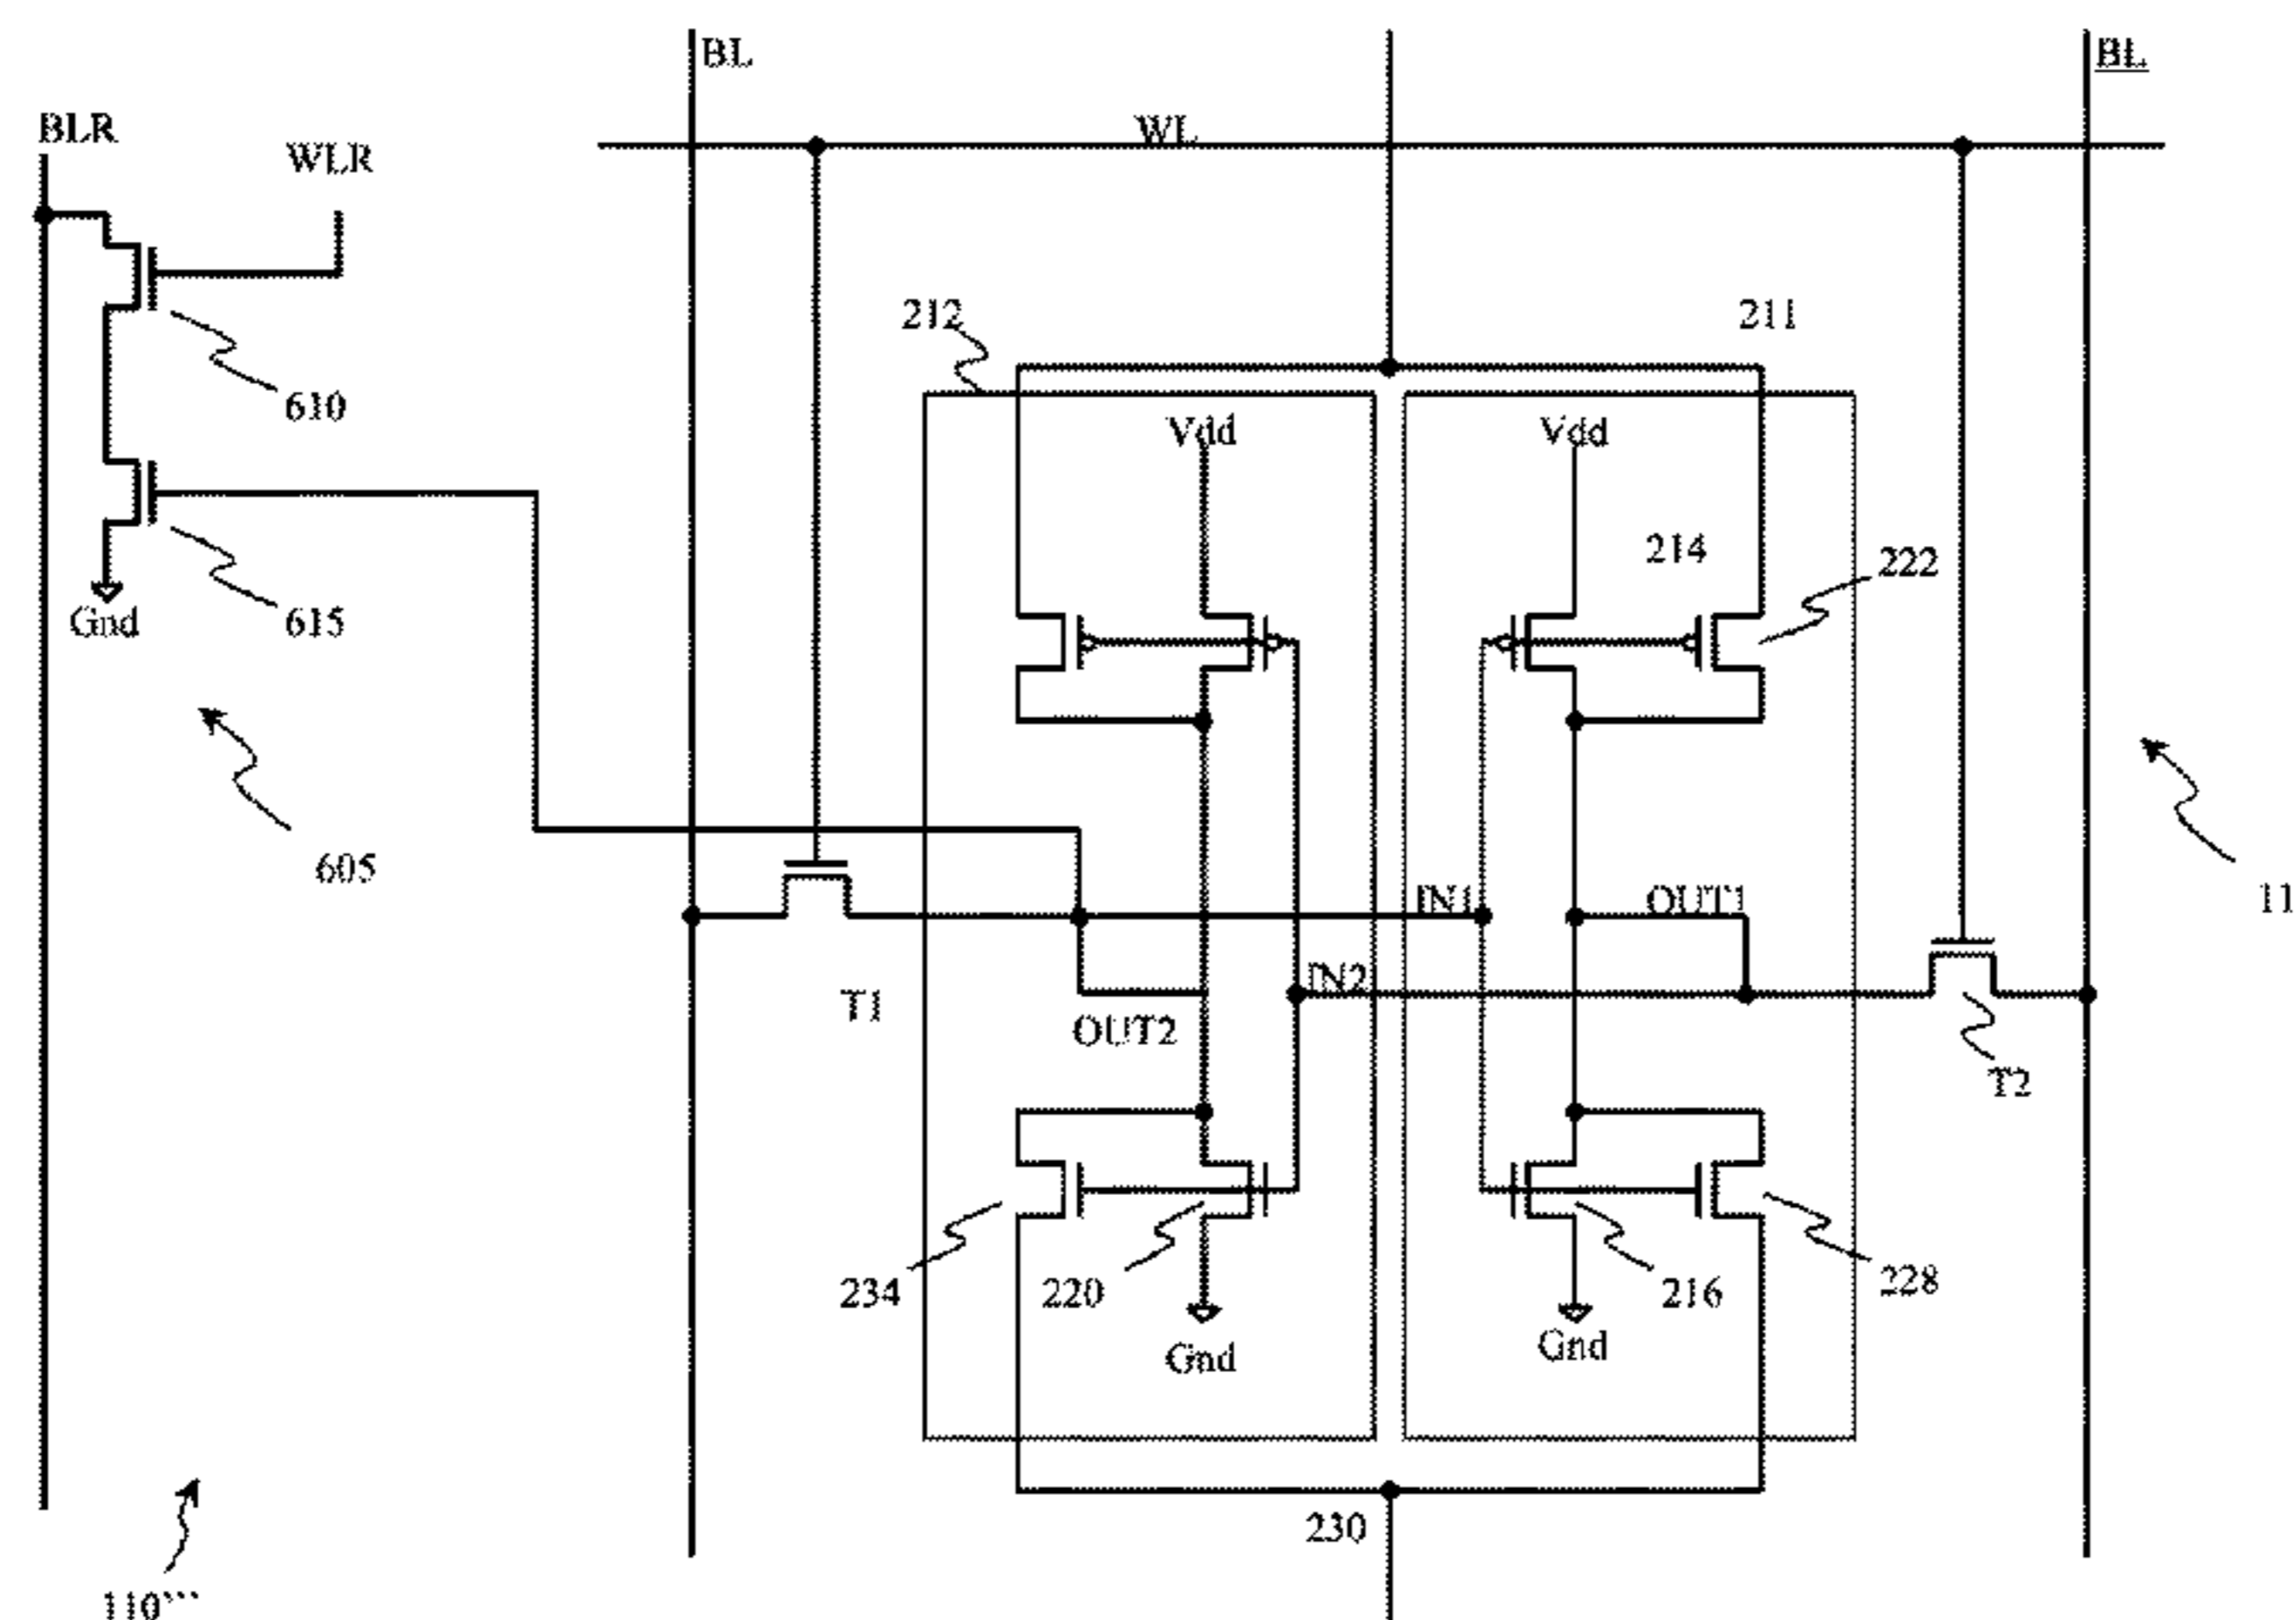 BL
BL
BLR
WL
WLR
212
211
610
Vdd
Vdd
214
222
Gnd
615
605
IN1
OUT1
11
IN2
T1
OUT2
T2
234
220
216
228
Gnd
Gnd
230
110```